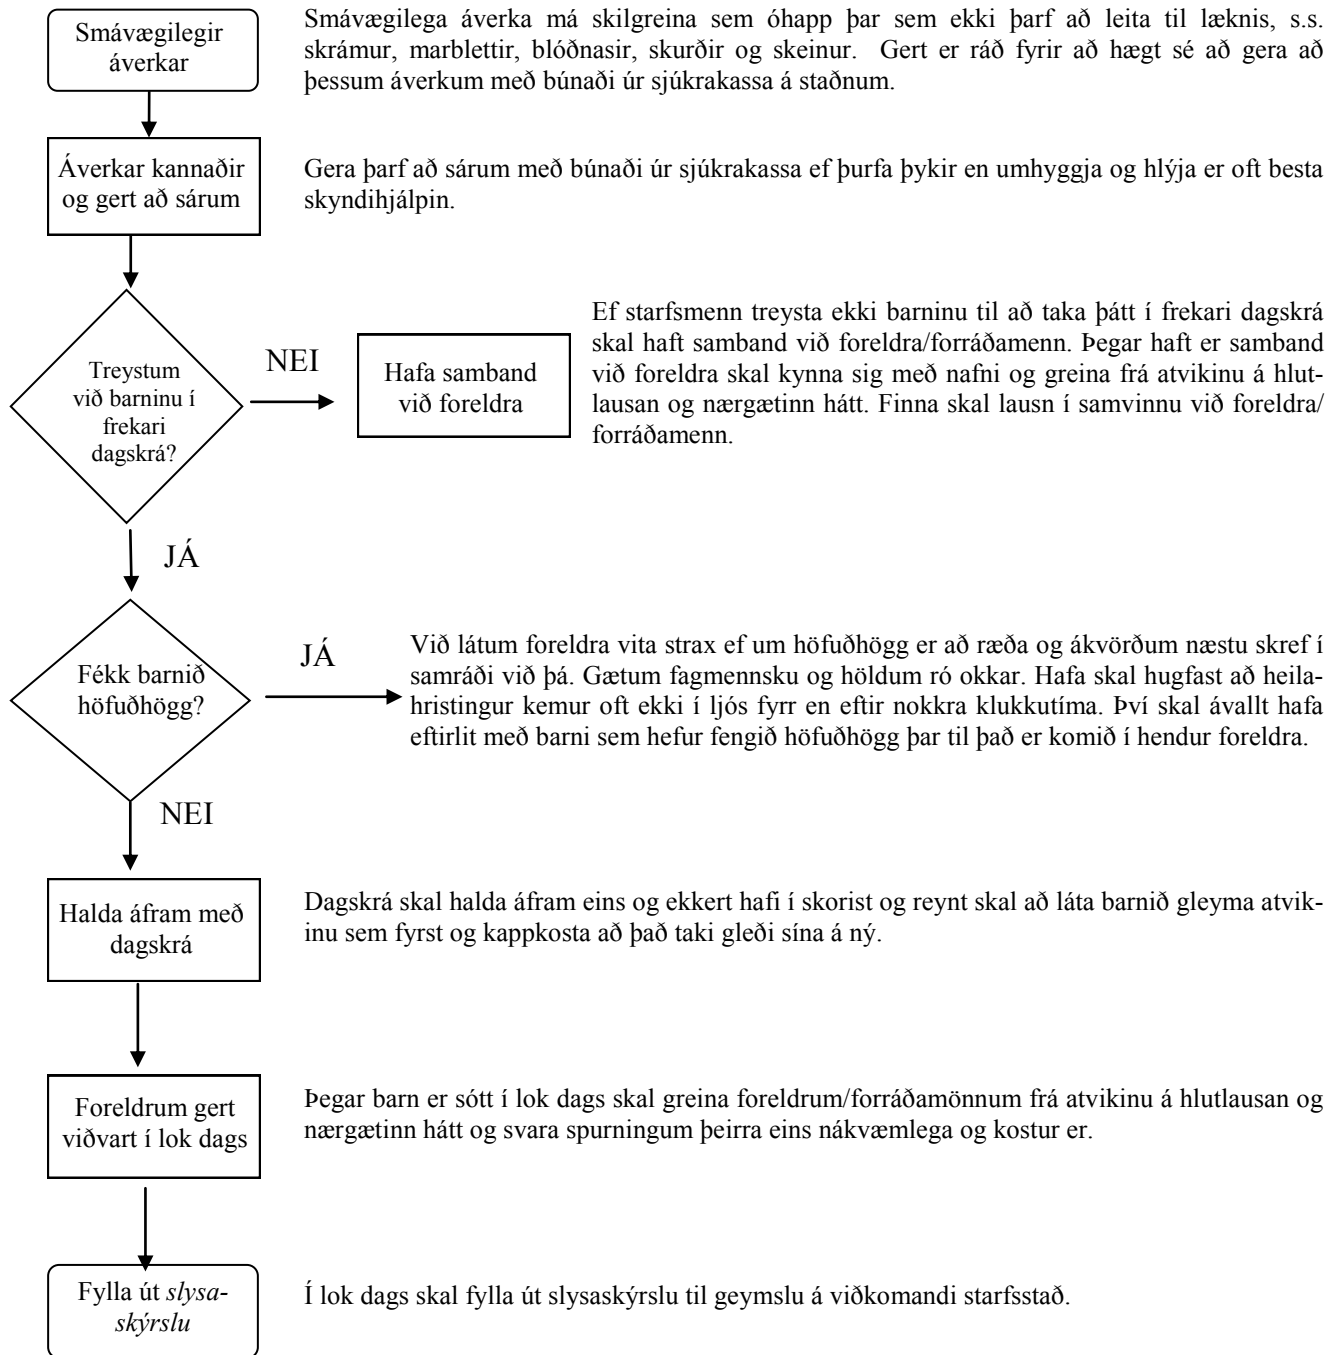 Smávægilegir
áverkar
Smávægilega áverka má skilgreina sem óhapp þar sem ekki þarf að leita til læknis, s.s.
skrámur, marblettir, blóðnasir, skurðir og skeinur. Gert er ráð fyrir að hægt sé að gera að
þessum áverkum með búnaði úr sjúkrakassa á staðnum.
Áverkar kannaðir
og gert að sárum
Gera þarf að sárum með búnaði úr sjúkrakassa ef þurfa þykir en umhyggja og hlýja er oft besta
skyndihjálpin.
Treystum
við barninu í
frekari
dagskrá?
NEI
Hafa samband
við foreldra
Ef starfsmenn treysta ekki barninu til að taka þátt í frekari dagskrá
skal haft samband við foreldra/forráðamenn. Þegar haft er samband
við foreldra skal kynna sig með nafni og greina frá atvikinu á hlut-
lausan og nærgætinn hátt. Finna skal lausn í samvinnu við foreldra/
forráðamenn.
JÁ
Fékk barnið
höfuðhögg?
JÁ
Við látum foreldra vita strax ef um höfuðhögg er að ræða og ákvörðum næstu skref í
samráði við þá. Gætum fagmennsku og höldum ró okkar. Hafa skal hugfast að heila-
hristingur kemur oft ekki í ljós fyrr en eftir nokkra klukkutíma. Því skal ávallt hafa
eftirlit með barni sem hefur fengið höfuðhögg þar til það er komið í hendur foreldra.
NEI
Halda áfram með
dagskrá
Dagskrá skal halda áfram eins og ekkert hafi í skorist og reynt skal að láta barnið gleyma atvik-
inu sem fyrst og kappkosta að það taki gleði sína á ný.
Foreldrum gert
viðvart í lok dags
Þegar barn er sótt í lok dags skal greina foreldrum/forráðamönnum frá atvikinu á hlutlausan og
nærgætinn hátt og svara spurningum þeirra eins nákvæmlega og kostur er.
Fylla út slysa-
skýrslu
Í lok dags skal fylla út slysaskýrslu til geymslu á viðkomandi starfsstað.